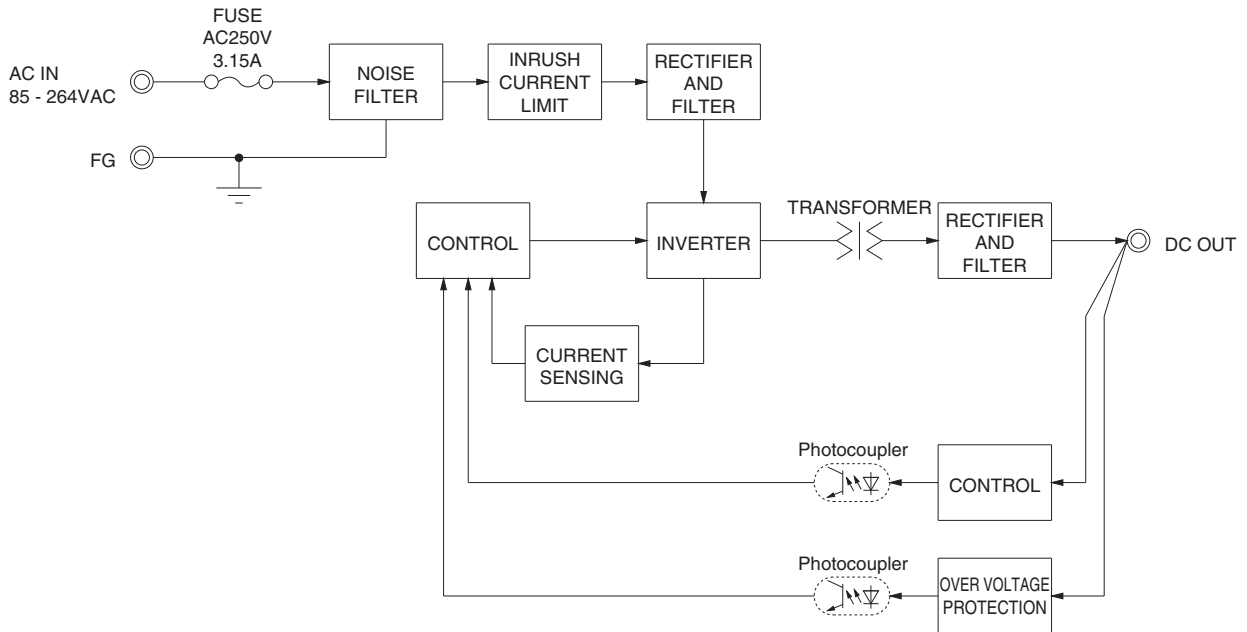 FUSE
AC250V
3.15A
AC IN
85 - 264VAC
NOISE
FILTER
INRUSH
CURRENT
LIMIT
RECTIFIER
AND
FILTER
FG
CONTROL
INVERTER
TRANSFORMER
RECTIFIER
AND
FILTER
DC OUT
CURRENT
SENSING
Photocoupler
CONTROL
Photocoupler
OVER VOLTAGE
PROTECTION